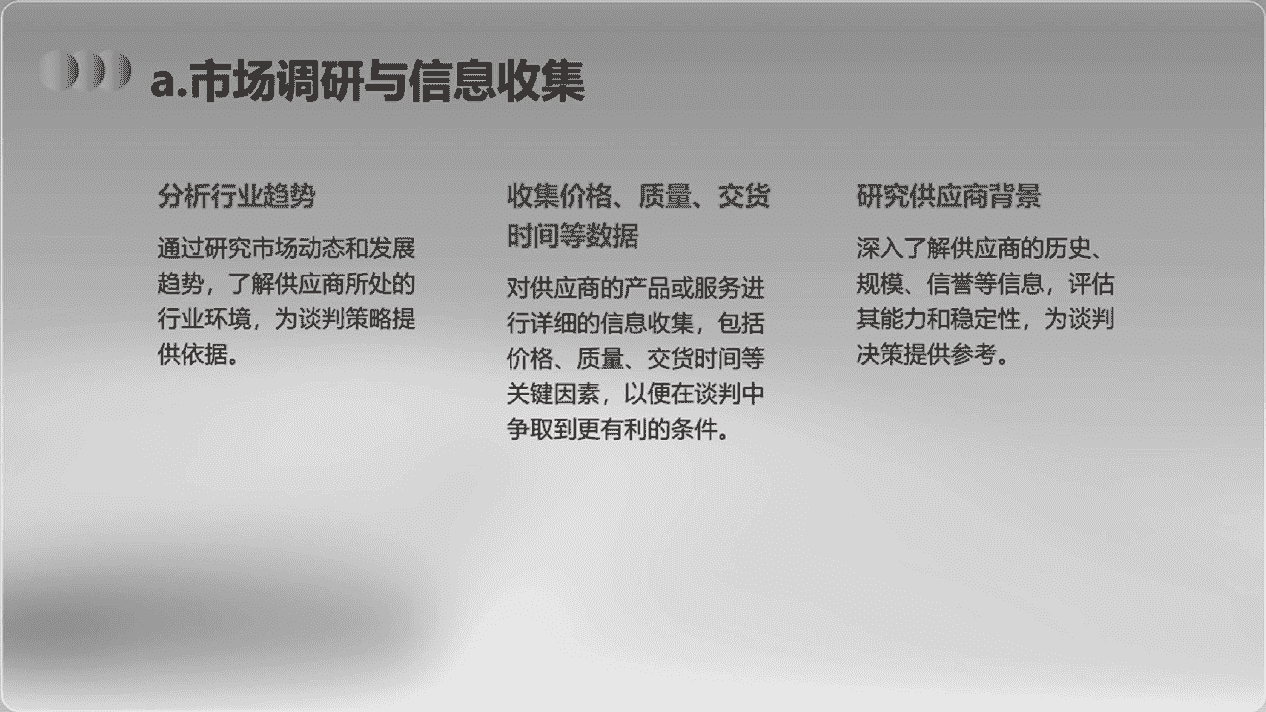 a.市场调研与信息收集
分析行业趋势
通过研究市场动态和发展
趋势，了解供应商所处的
行业环境，为谈判策略提
供依据。
收集价格、质量、交货
时间等数据
对供应商的产品或服务进
行详细的信息收集，包括
价格、质量、交货时间等
关键因素，以便在谈判中
争取到更有利的条件。
研究供应商背景
深入了解供应商的历史、
规模、信誉等信息，评估
其能力和稳定性，为谈判
决策提供参考。